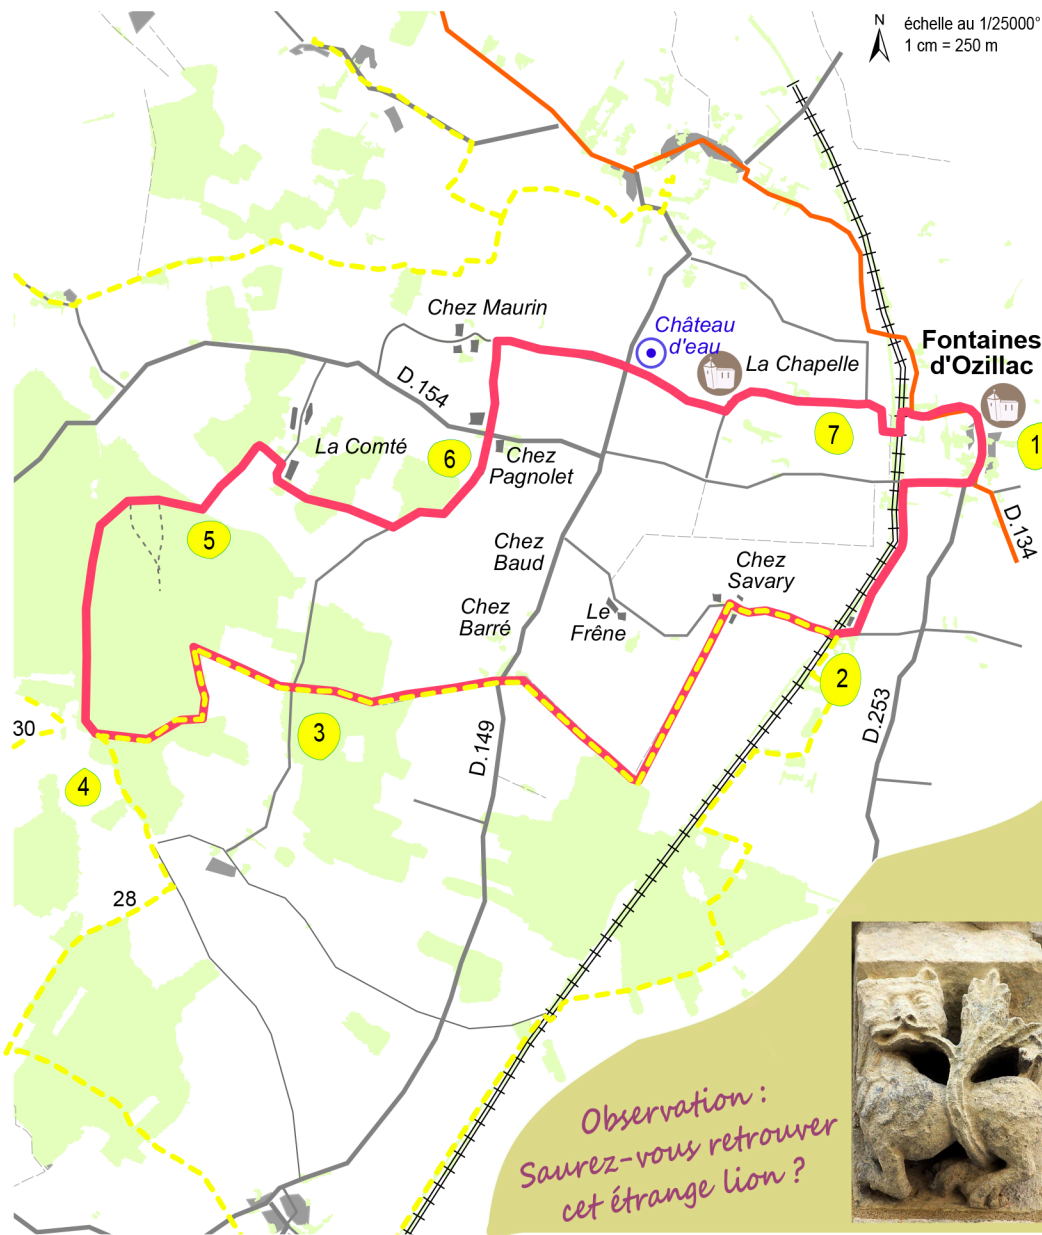 N
échelle au 1/25000°
1 cm = 250 m
Chez Maurin
Château
d'eau
La Chapelle
Fontaines
d'Ozillac
D.154
La Comté
6
Chez
Pagnolet
7
1
5
D.134
Chez
Baud
Chez
Savary
Chez
Barré
Le
Frêne
2
3
30
D.149
D.253
4
28
Observation :
Saurez-vous retrouver
cet étrange lion ?